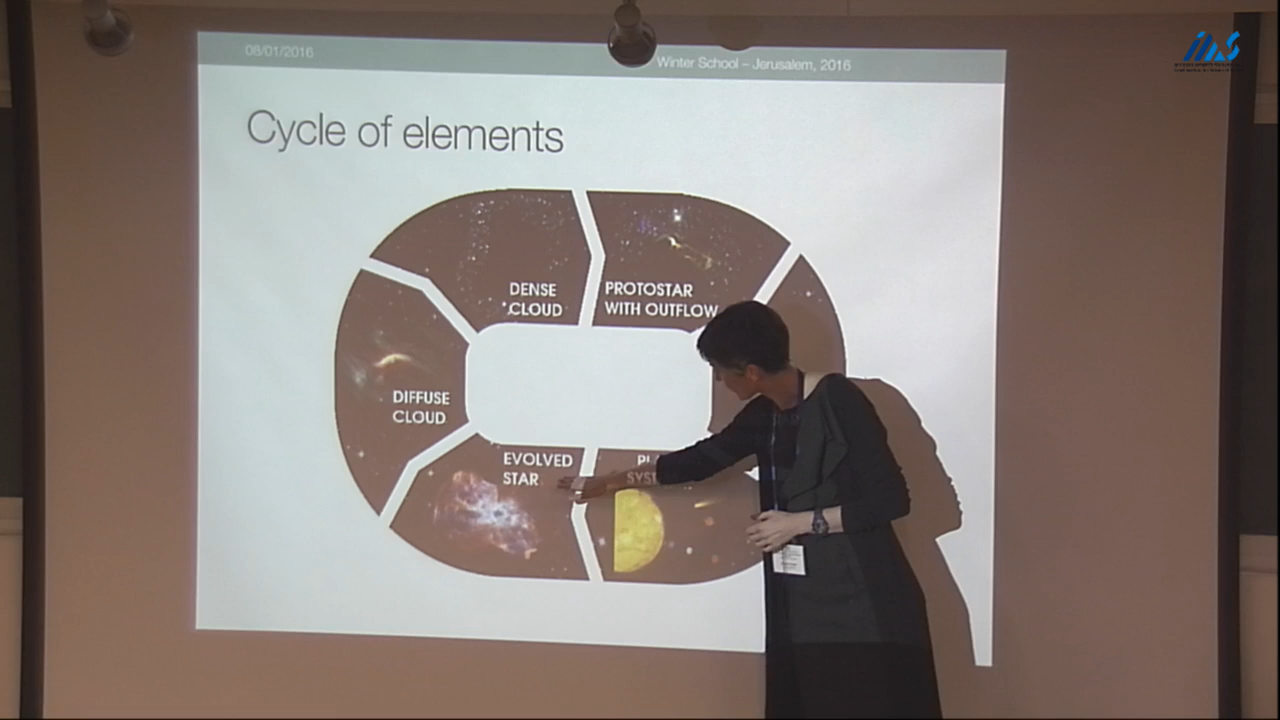 08/01/2016
Winter School – Jerusalem, 2016
Cycle of elements
DENSE
CLOUD
PROTOSTAR
WITH OUTFLOW
DIFFUSE
CLOUD
EVOLVED
STAR